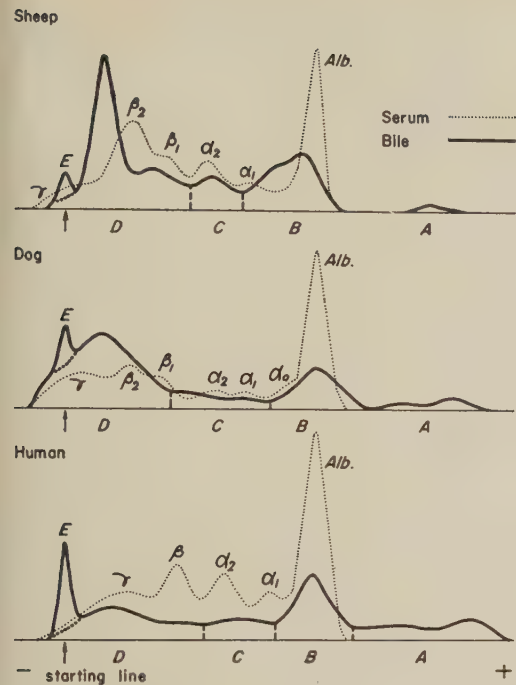 Sheep
Alb.
Serum
Bile
β2
β1
α2
α1
E
γ
D C B A
Dog
Alb.
E
γ
β2
β1
α2
α1
α0
D C B A
Human
Alb.
E
γ
β
α2
α1
D C B A
− starting line +